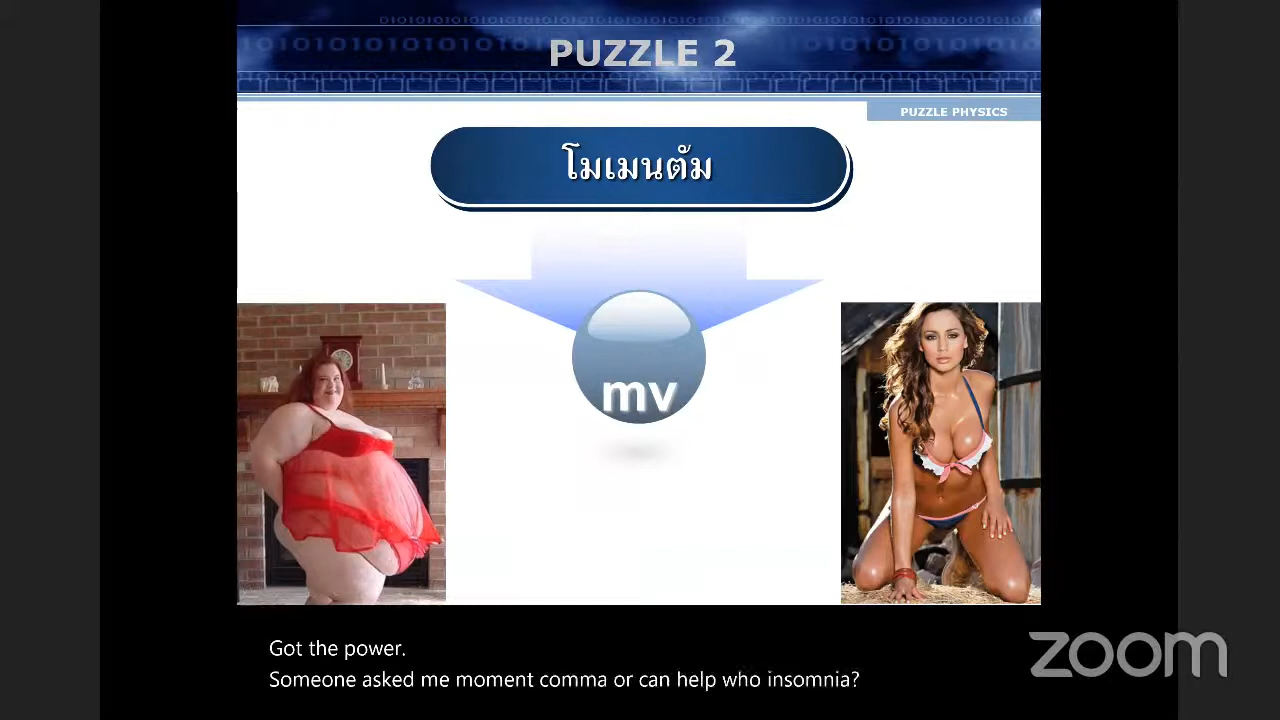 PUZZLE 2
PUZZLE PHYSICS
โมเมนตัม
mv
Got the power.
Someone asked me moment comma or can help who insomnia?
zoom